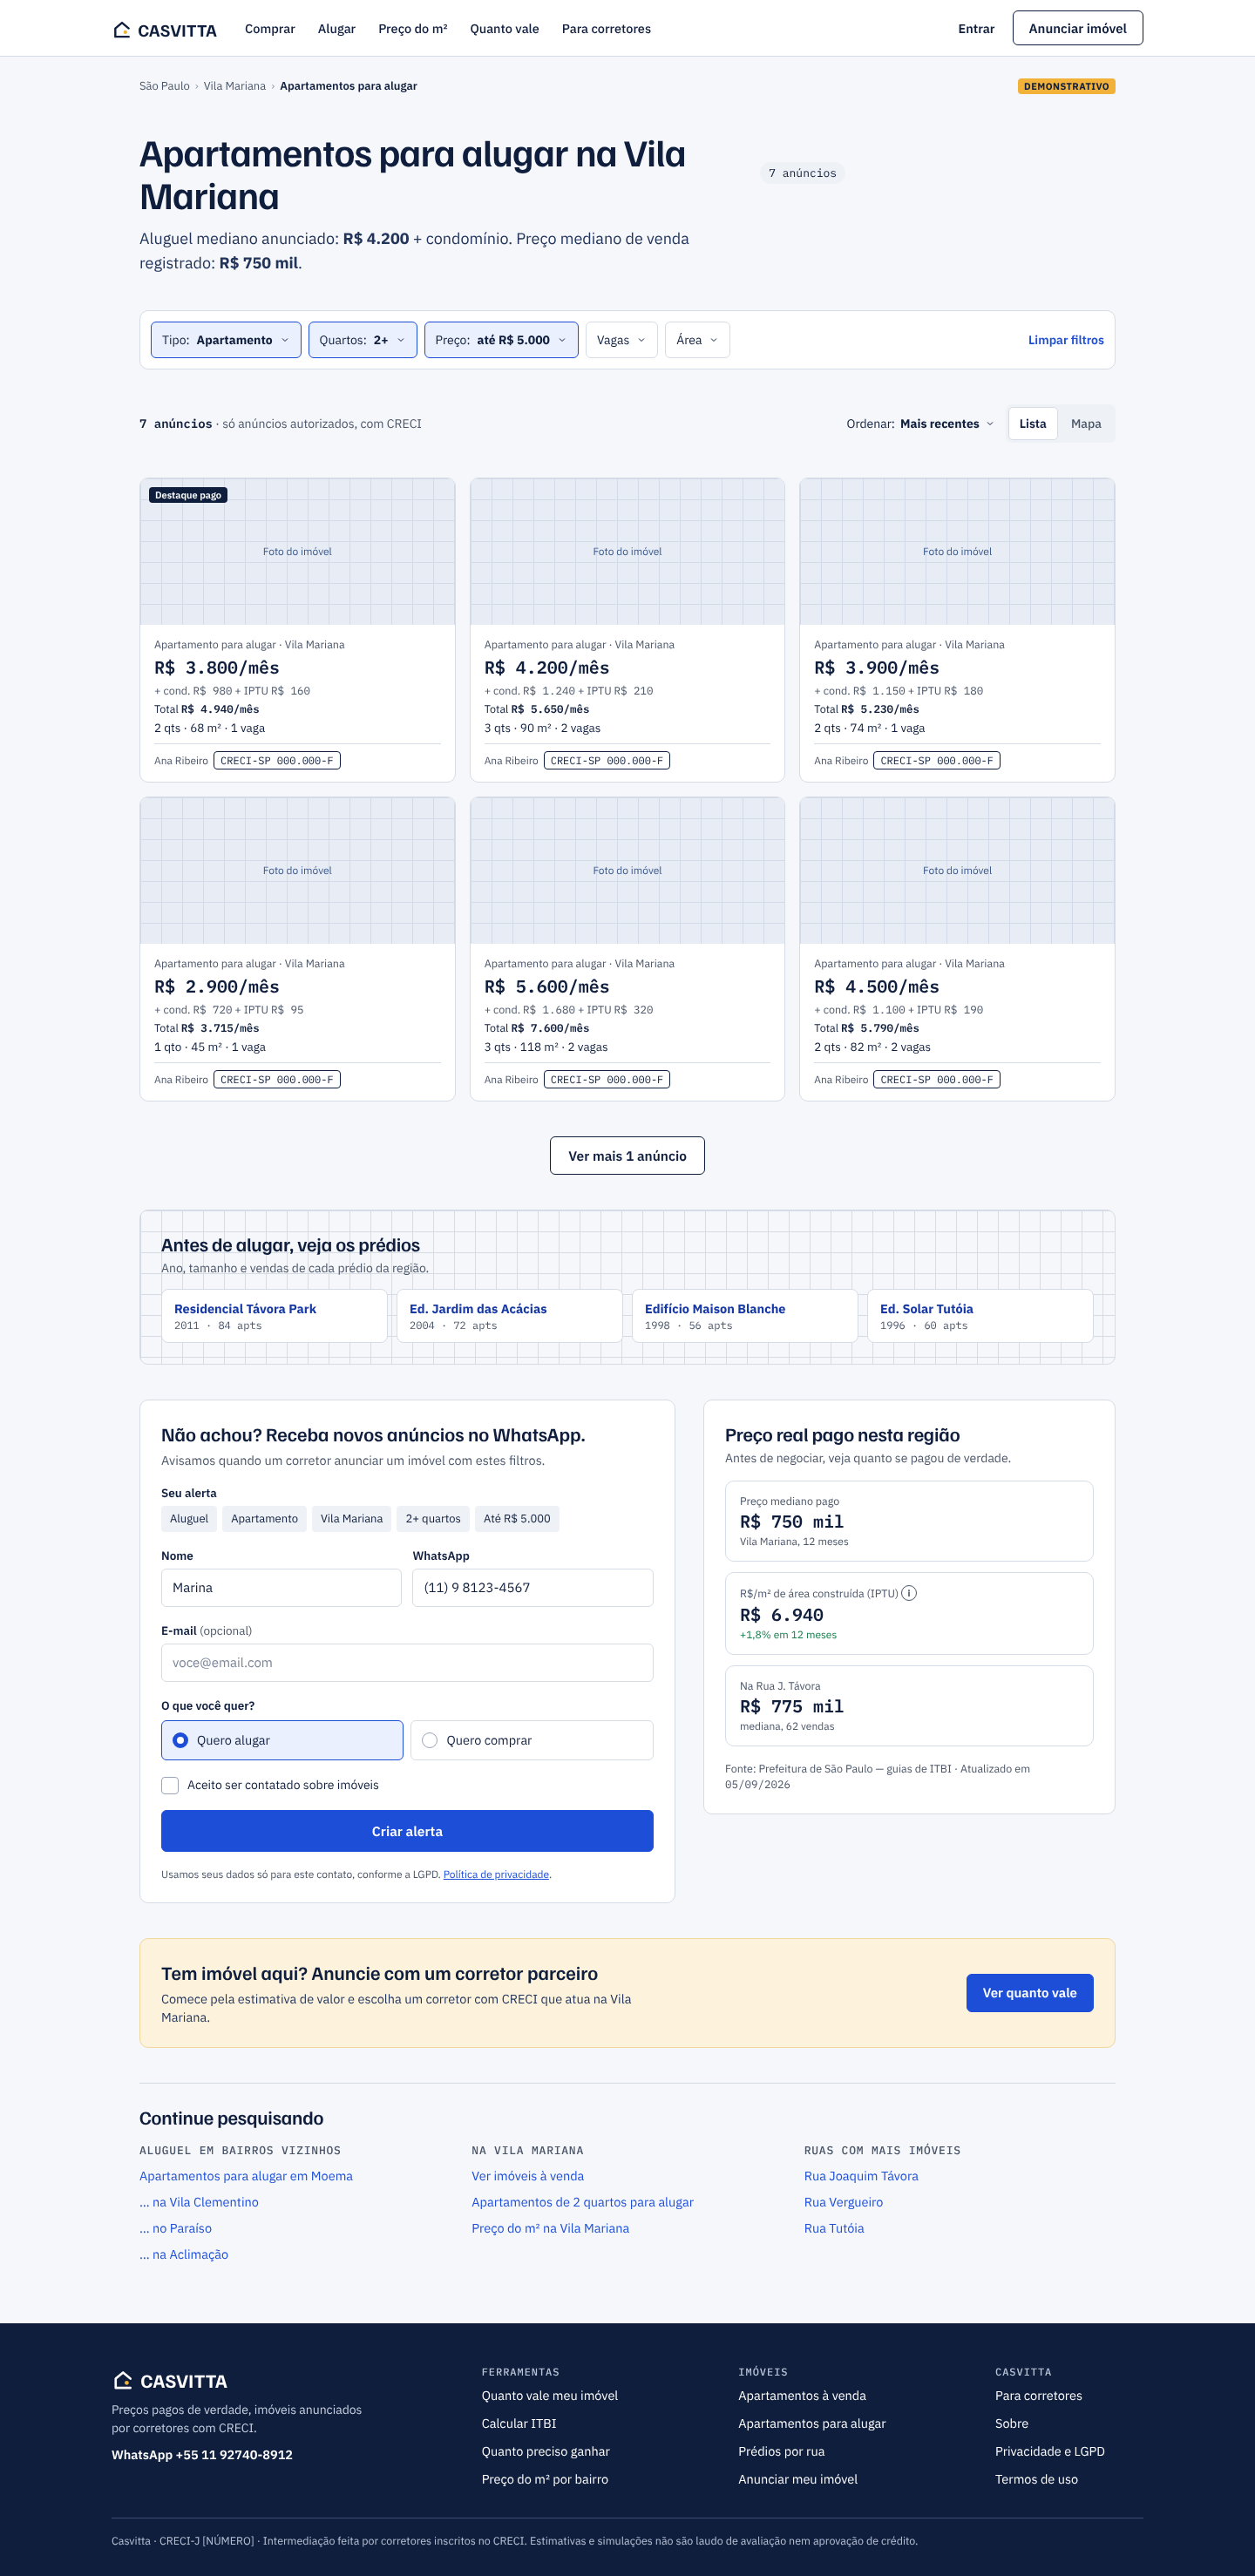 CASVITTA
Comprar
Alugar
Preço do m²
Quanto vale
Para corretores
Entrar
Anunciar imóvel
São Paulo › Vila Mariana › Apartamentos para alugar
DEMONSTRATIVO
Apartamentos para alugar na Vila
Mariana
7 anúncios
Aluguel mediano anunciado: R$ 4.200 + condomínio. Preço mediano de venda
registrado: R$ 750 mil.
Tipo: Apartamento
Quartos: 2+
Preço: até R$ 5.000
Vagas
Área
Limpar filtros
7 anúncios · só anúncios autorizados, com CRECI
Ordenar: Mais recentes
Lista
Mapa
Destaque pago
Foto do imóvel
Apartamento para alugar · Vila Mariana
R$ 3.800/mês
+ cond. R$ 980 + IPTU R$ 160
Total R$ 4.940/mês
2 qts · 68 m² · 1 vaga
Ana Ribeiro CRECI-SP 000.000-F
Foto do imóvel
Apartamento para alugar · Vila Mariana
R$ 4.200/mês
+ cond. R$ 1.240 + IPTU R$ 210
Total R$ 5.650/mês
3 qts · 90 m² · 2 vagas
Ana Ribeiro CRECI-SP 000.000-F
Foto do imóvel
Apartamento para alugar · Vila Mariana
R$ 3.900/mês
+ cond. R$ 1.150 + IPTU R$ 180
Total R$ 5.230/mês
2 qts · 74 m² · 1 vaga
Ana Ribeiro CRECI-SP 000.000-F
Foto do imóvel
Apartamento para alugar · Vila Mariana
R$ 2.900/mês
+ cond. R$ 720 + IPTU R$ 95
Total R$ 3.715/mês
1 qto · 45 m² · 1 vaga
Ana Ribeiro CRECI-SP 000.000-F
Foto do imóvel
Apartamento para alugar · Vila Mariana
R$ 5.600/mês
+ cond. R$ 1.680 + IPTU R$ 320
Total R$ 7.600/mês
3 qts · 118 m² · 2 vagas
Ana Ribeiro CRECI-SP 000.000-F
Foto do imóvel
Apartamento para alugar · Vila Mariana
R$ 4.500/mês
+ cond. R$ 1.100 + IPTU R$ 190
Total R$ 5.790/mês
2 qts · 82 m² · 2 vagas
Ana Ribeiro CRECI-SP 000.000-F
Ver mais 1 anúncio
Antes de alugar, veja os prédios
Ano, tamanho e vendas de cada prédio da região.
Residencial Távora Park
2011 · 84 apts
Ed. Jardim das Acácias
2004 · 72 apts
Edifício Maison Blanche
1998 · 56 apts
Ed. Solar Tutóia
1996 · 60 apts
Não achou? Receba novos anúncios no WhatsApp.
Avisamos quando um corretor anunciar um imóvel com estes filtros.
Seu alerta
Aluguel
Apartamento
Vila Mariana
2+ quartos
Até R$ 5.000
Nome
Marina
WhatsApp
(11) 9 8123-4567
E-mail (opcional)
voce@email.com
O que você quer?
Quero alugar
Quero comprar
Aceito ser contatado sobre imóveis
Criar alerta
Usamos seus dados só para este contato, conforme a LGPD. Política de privacidade.
Preço real pago nesta região
Antes de negociar, veja quanto se pagou de verdade.
Preço mediano pago
R$ 750 mil
Vila Mariana, 12 meses
R$/m² de área construída (IPTU) i
R$ 6.940
+1,8% em 12 meses
Na Rua J. Távora
R$ 775 mil
mediana, 62 vendas
Fonte: Prefeitura de São Paulo — guias de ITBI · Atualizado em
05/09/2026
Tem imóvel aqui? Anuncie com um corretor parceiro
Comece pela estimativa de valor e escolha um corretor com CRECI que atua na Vila
Mariana.
Ver quanto vale
Continue pesquisando
ALUGUEL EM BAIRROS VIZINHOS
Apartamentos para alugar em Moema
… na Vila Clementino
… no Paraíso
… na Aclimação
NA VILA MARIANA
Ver imóveis à venda
Apartamentos de 2 quartos para alugar
Preço do m² na Vila Mariana
RUAS COM MAIS IMÓVEIS
Rua Joaquim Távora
Rua Vergueiro
Rua Tutóia
CASVITTA
Preços pagos de verdade, imóveis anunciados
por corretores com CRECI.
WhatsApp +55 11 92740-8912
FERRAMENTAS
Quanto vale meu imóvel
Calcular ITBI
Quanto preciso ganhar
Preço do m² por bairro
IMÓVEIS
Apartamentos à venda
Apartamentos para alugar
Prédios por rua
Anunciar meu imóvel
CASVITTA
Para corretores
Sobre
Privacidade e LGPD
Termos de uso
Casvitta · CRECI-J [NÚMERO] · Intermediação feita por corretores inscritos no CRECI. Estimativas e simulações não são laudo de avaliação nem aprovação de crédito.